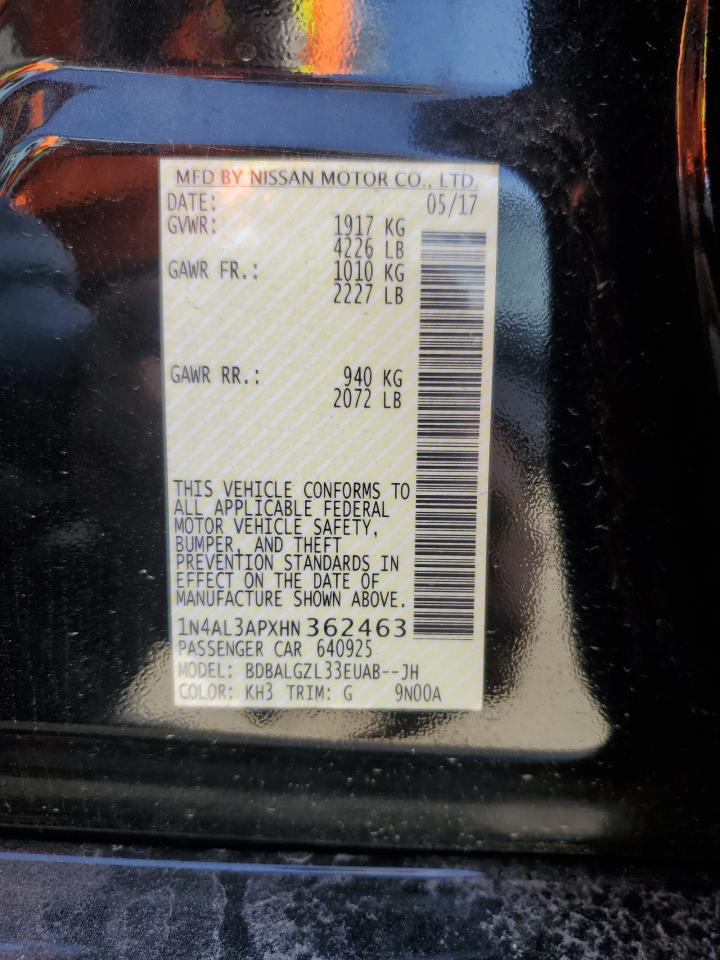 MFD BY NISSAN MOTOR CO., LTD.
DATE: 05/17
GVWR: 1917 KG
4226 LB
GAWR FR.: 1010 KG
2227 LB
GAWR RR.: 940 KG
2072 LB
THIS VEHICLE CONFORMS TO
ALL APPLICABLE FEDERAL
MOTOR VEHICLE SAFETY,
BUMPER, AND THEFT
PREVENTION STANDARDS IN
EFFECT ON THE DATE OF
MANUFACTURE SHOWN ABOVE.
1N4AL3APXHN362463
PASSENGER CAR 640925
MODEL: BDBALGZL33EUAB--JH
COLOR: KH3 TRIM: G 9N00A